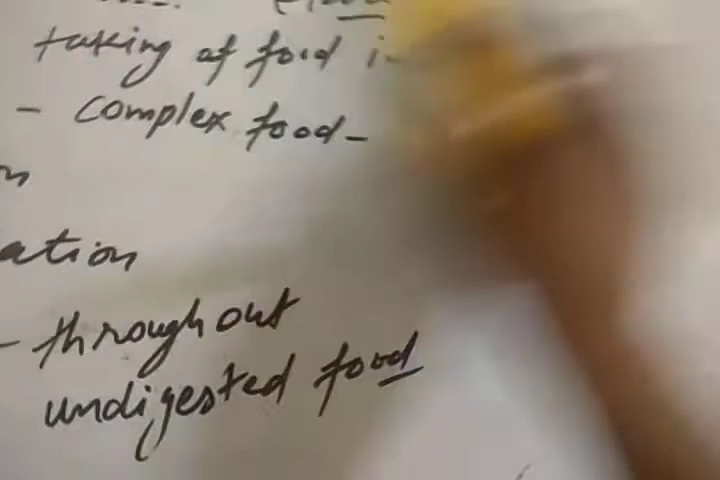 taking of food i
- complex food -
n
ation
- throughout
undigested food